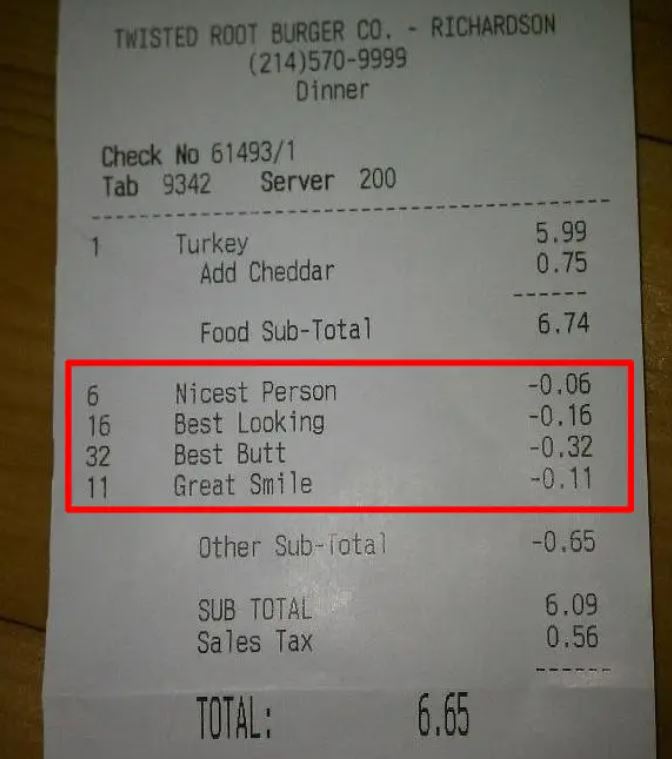 TWISTED ROOT BURGER CO. - RICHARDSON
(214)570-9999
Dinner
Check No 61493/1
Tab 9342 Server 200
1 Turkey 5.99
Add Cheddar 0.75
Food Sub-Total 6.74
6 Nicest Person -0.06
16 Best Looking -0.16
32 Best Butt -0.32
11 Great Smile -0.11
Other Sub-Total -0.65
SUB TOTAL 6.09
Sales Tax 0.56
TOTAL: 6.65